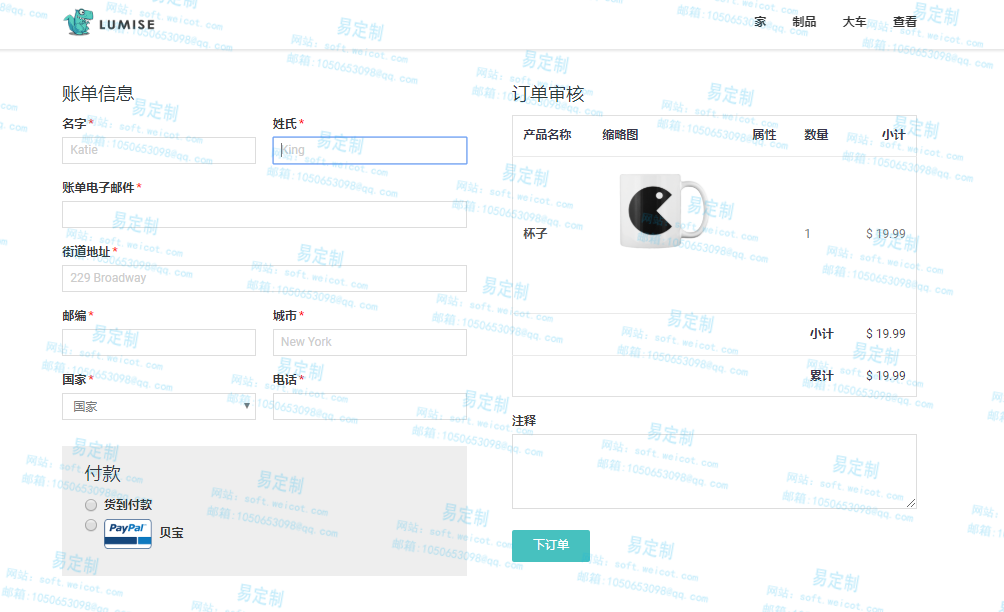 LUMISE
家 制品 大车 查看
账单信息
名字*
姓氏*
Katie
King
账单电子邮件*
街道地址*
229 Broadway
邮编*
城市*
New York
国家*
电话*
国家
付款
货到付款
PayPal 贝宝
订单审核
产品名称 缩略图 属性 数量 小计
杯子 1 $ 19.99
小计 $ 19.99
累计 $ 19.99
注释
下订单
易定制
网站: soft.weicot.com
邮箱:1050653098@qq.com